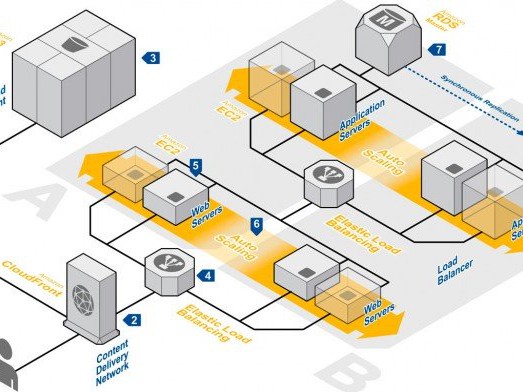 Amazon
RDS
Master
M
7
3
Synchronous Replication
Amazon
EC2
Application
Servers
Auto
Scaling
Amazon
EC2
5
Web
Servers
6
Auto
Scaling
Elastic Load
Balancing
Load
Balancer
A
Amazon
CloudFront
4
2
Elastic Load
Balancing
Web
Servers
Content
Delivery
Network
B